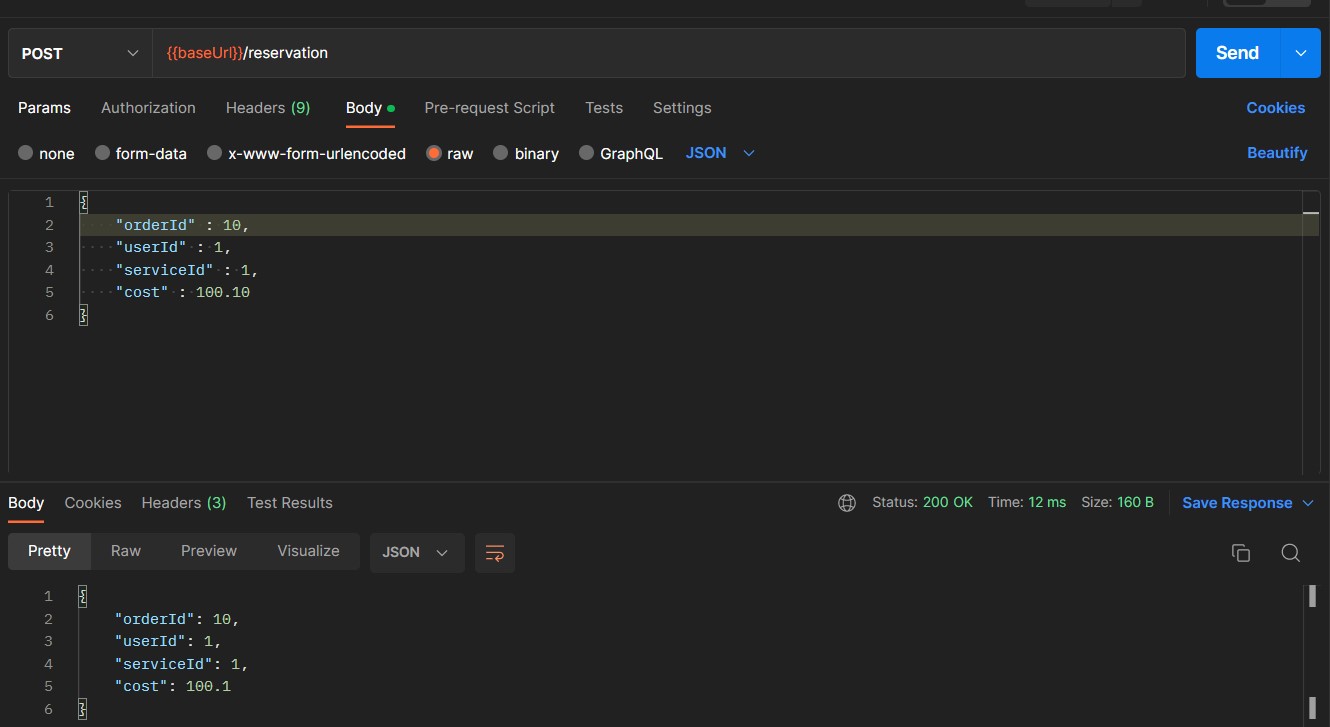 POST {{baseUrl}}/reservation Send
Params Authorization Headers (9) Body Pre-request Script Tests Settings Cookies
none form-data x-www-form-urlencoded raw binary GraphQL JSON Beautify
1 {
2 "orderId" : 10,
3 "userId" : 1,
4 "serviceId" : 1,
5 "cost" : 100.10
6 }
Body Cookies Headers (3) Test Results Status: 200 OK Time: 12 ms Size: 160 B Save Response
Pretty Raw Preview Visualize JSON
1 {
2 "orderId": 10,
3 "userId": 1,
4 "serviceId": 1,
5 "cost": 100.1
6 }